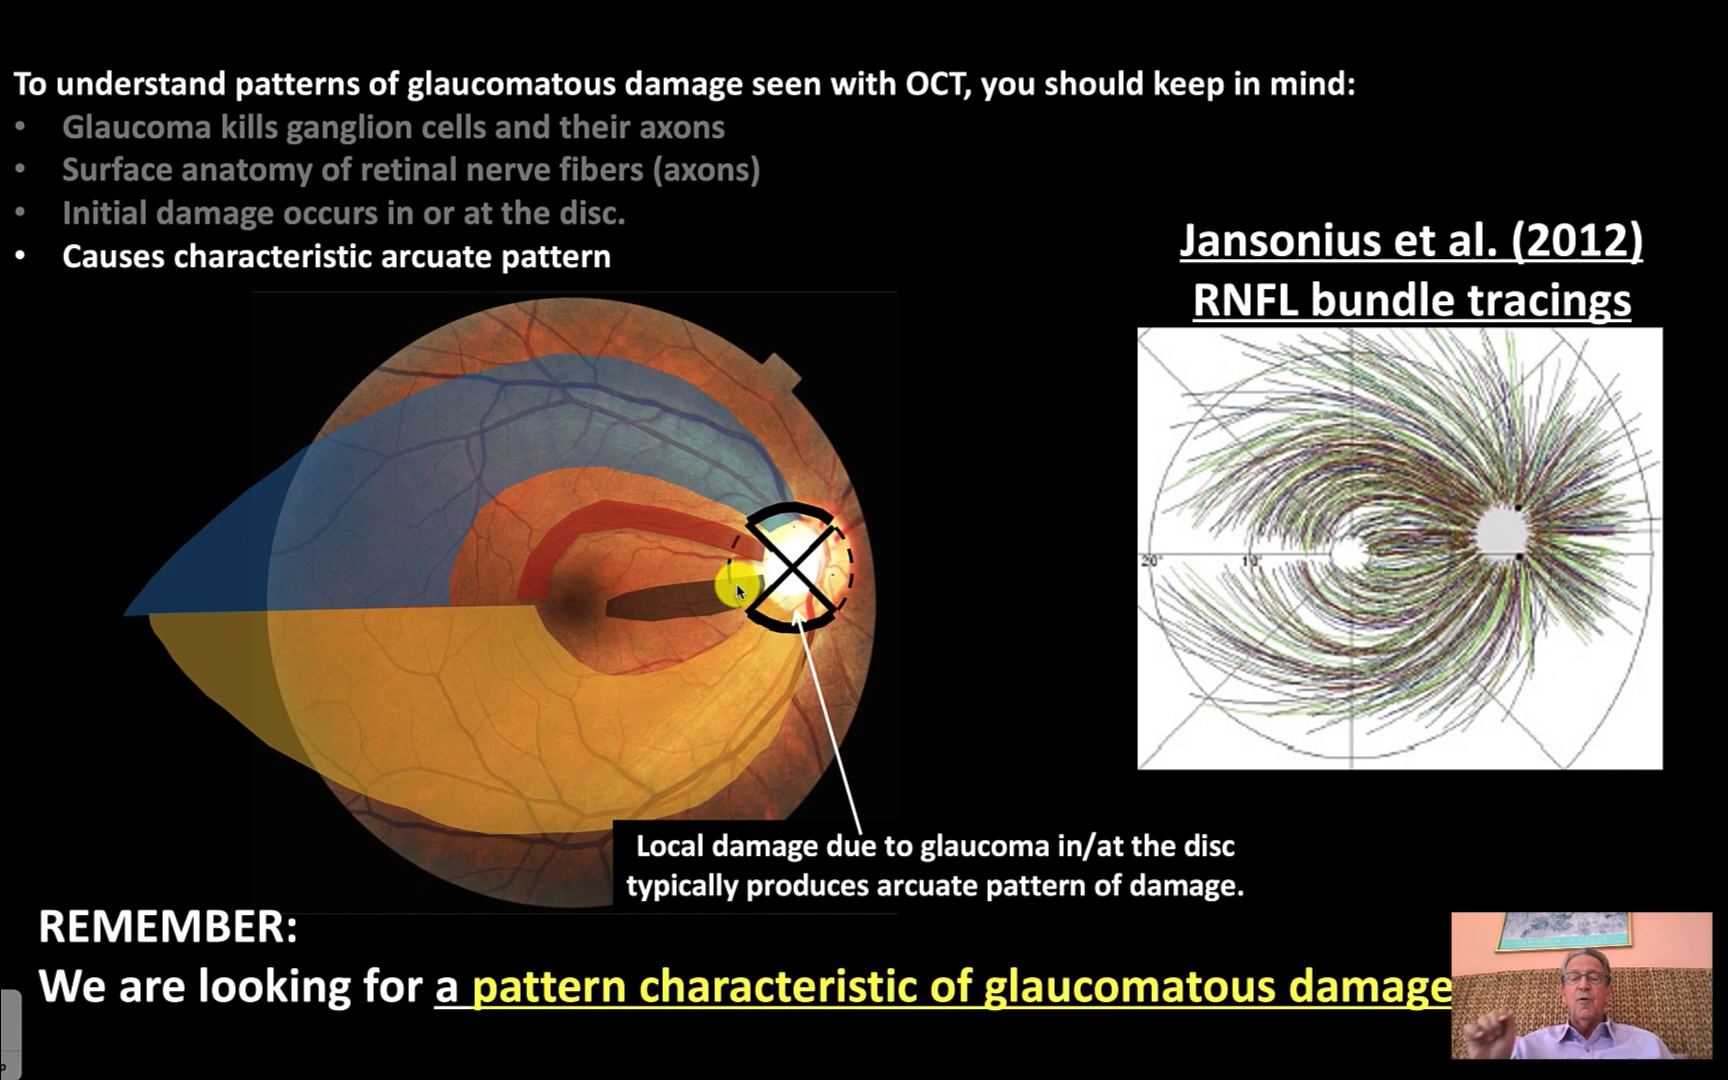 To understand patterns of glaucomatous damage seen with OCT, you should keep in mind:
• Glaucoma kills ganglion cells and their axons
• Surface anatomy of retinal nerve fibers (axons)
• Initial damage occurs in or at the disc.
• Causes characteristic arcuate pattern
Jansonius et al. (2012)
RNFL bundle tracings
20°
10°
Local damage due to glaucoma in/at the disc
typically produces arcuate pattern of damage.
REMEMBER:
We are looking for a pattern characteristic of glaucomatous damage